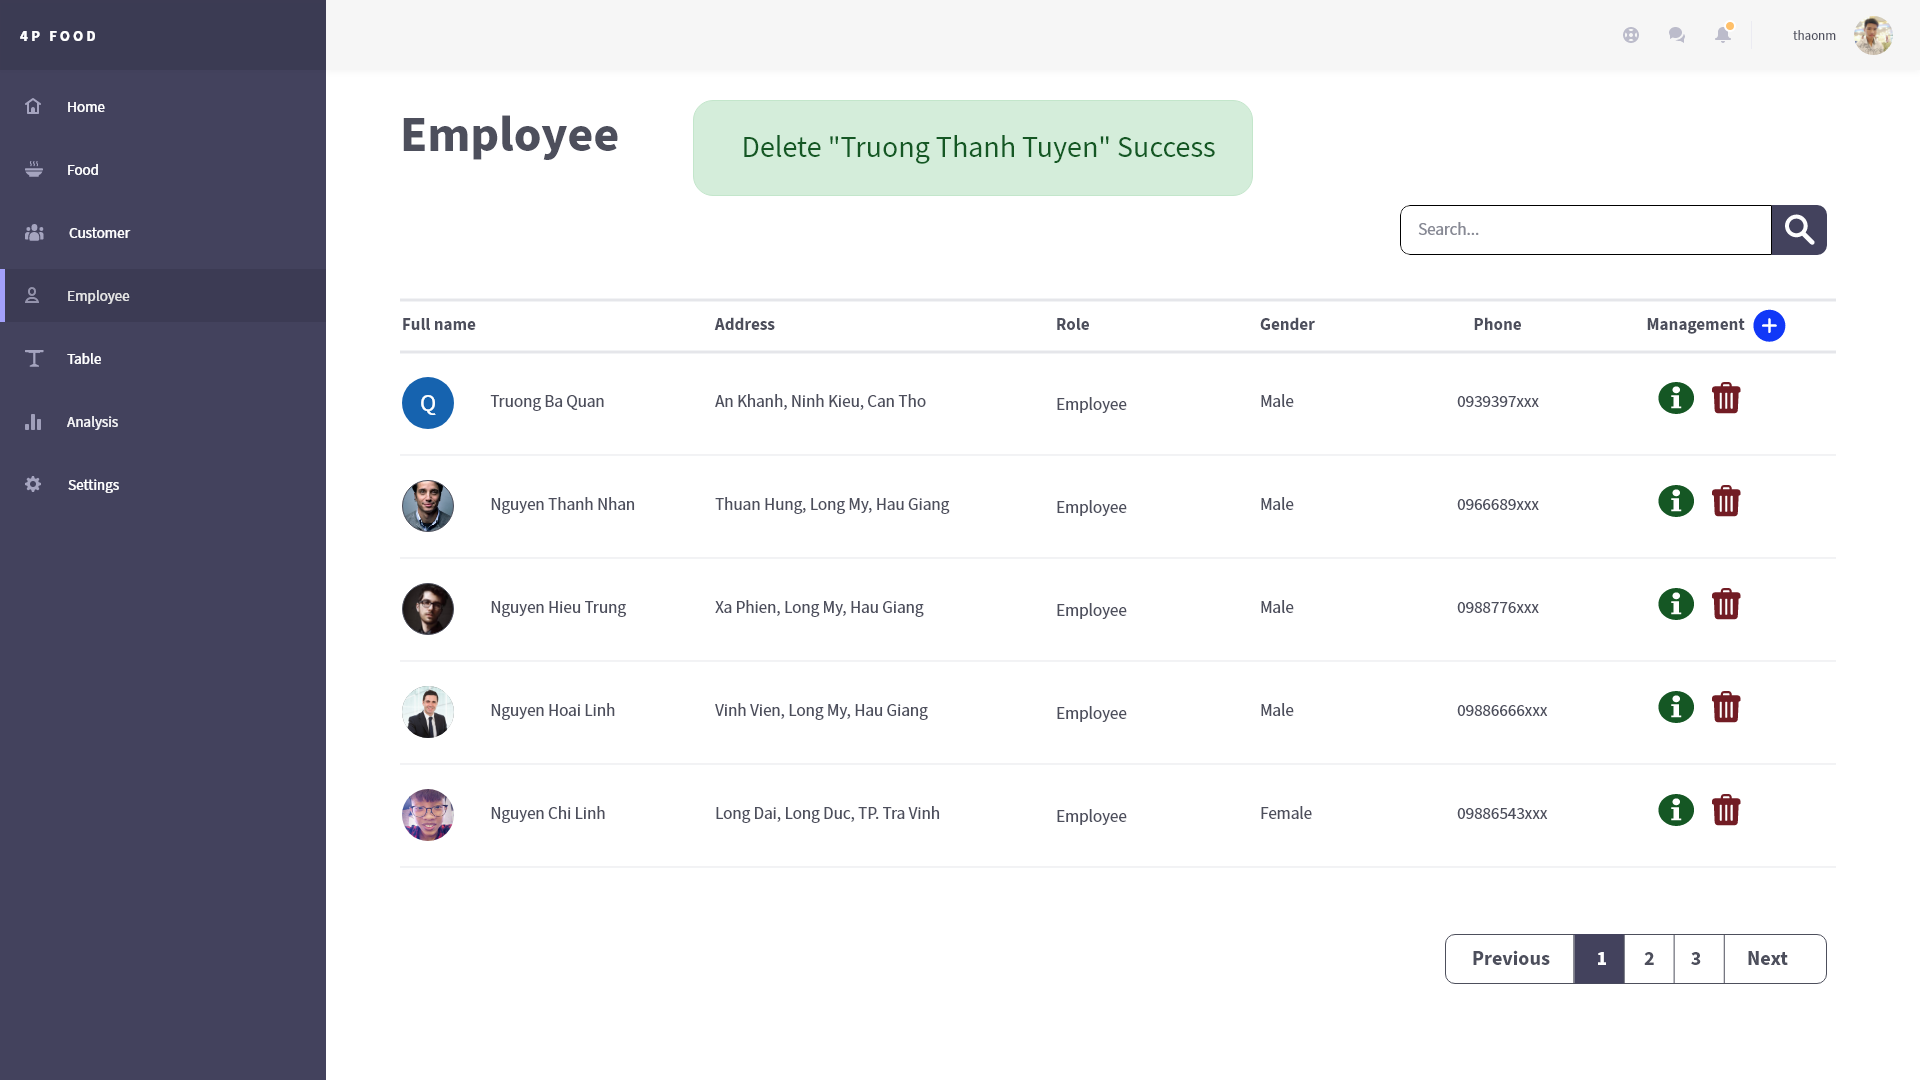 4P FOOD
thaonm
Home
Food
Customer
Employee
Table
Analysis
Settings
Employee
Delete "Truong Thanh Tuyen" Success
Search...
Full name Address Role Gender Phone Management
Q Truong Ba Quan An Khanh, Ninh Kieu, Can Tho Employee Male 0939397xxx
Nguyen Thanh Nhan Thuan Hung, Long My, Hau Giang Employee Male 0966689xxx
Nguyen Hieu Trung Xa Phien, Long My, Hau Giang Employee Male 0988776xxx
Nguyen Hoai Linh Vinh Vien, Long My, Hau Giang Employee Male 09886666xxx
Nguyen Chi Linh Long Dai, Long Duc, TP. Tra Vinh Employee Female 09886543xxx
Previous 1 2 3 Next